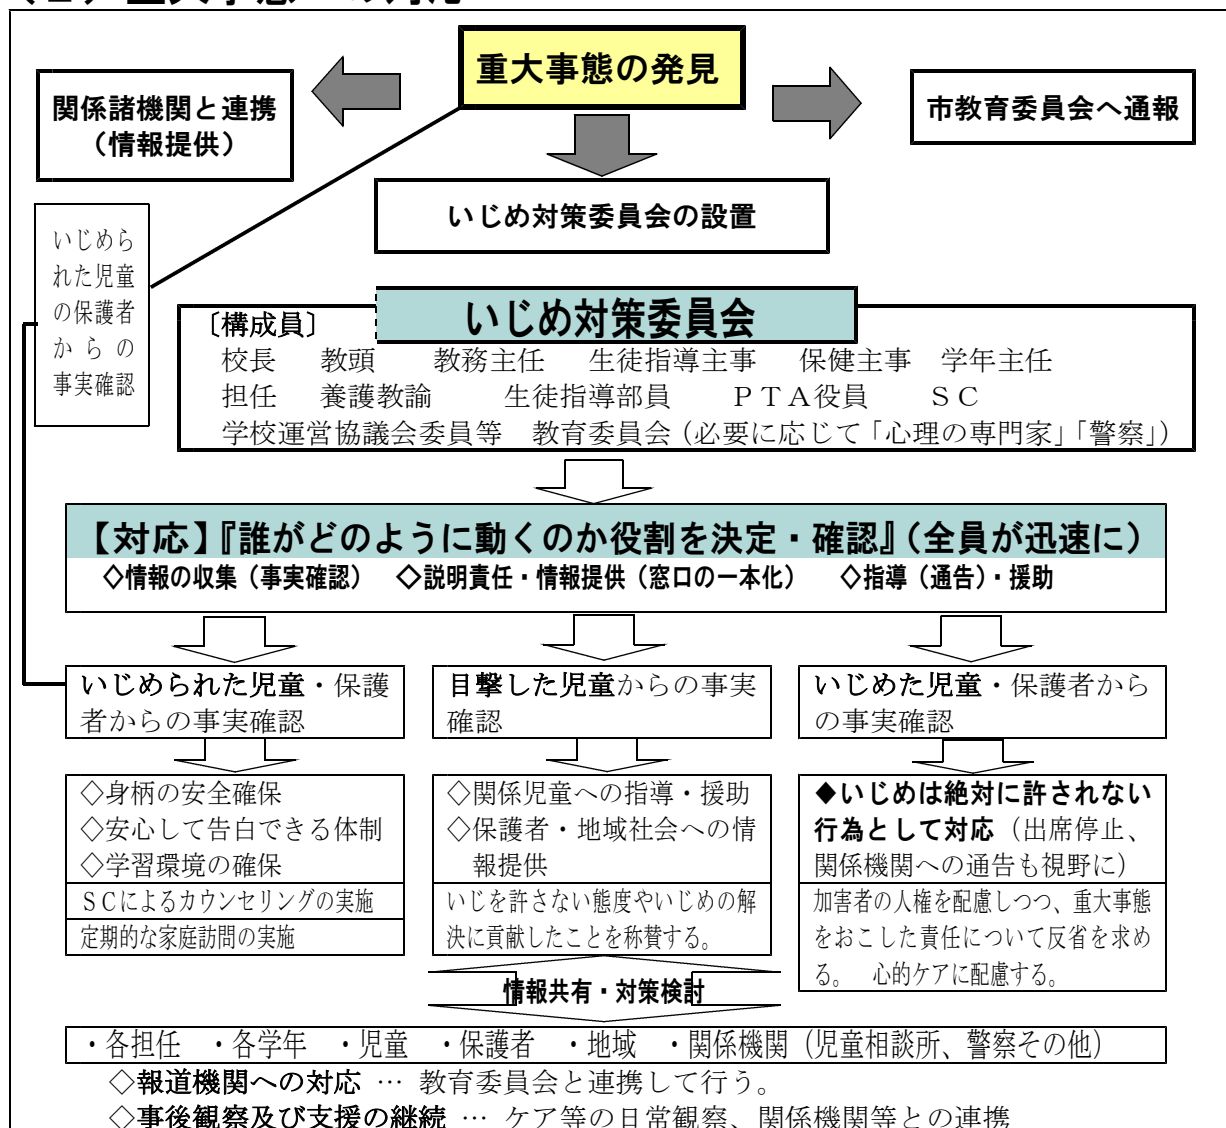 重大事態の発見
関係諸機関と連携
（情報提供）
市教育委員会へ通報
いじめ対策委員会の設置
いじめら
れた児童
の保護者
からの
事実確認
いじめ対策委員会
〔構成員〕
校長　教頭　教務主任　生徒指導主事　保健主事　学年主任
担任　養護教諭　生徒指導部員　ＰＴＡ役員　ＳＣ
学校運営協議会委員等　教育委員会（必要に応じて「心理の専門家」「警察」）
【対応】『誰がどのように動くのか役割を決定・確認』（全員が迅速に）
◇情報の収集（事実確認）　◇説明責任・情報提供（窓口の一本化）　◇指導（通告）・援助
いじめられた児童・保護
者からの事実確認
目撃した児童からの事実
確認
いじめた児童・保護者から
の事実確認
◇身柄の安全確保
◇安心して告白できる体制
◇学習環境の確保
ＳＣによるカウンセリングの実施
定期的な家庭訪問の実施
◇関係児童への指導・援助
◇保護者・地域社会への情
報提供
いじを許さない態度やいじめの解
決に貢献したことを称賛する。
◆いじめは絶対に許されない
行為として対応（出席停止、
関係機関への通告も視野に）
加害者の人権を配慮しつつ、重大事態
をおこした責任について反省を求め
る。　心的ケアに配慮する。
情報共有・対策検討
・各担任　・各学年　・児童　・保護者　・地域　・関係機関（児童相談所、警察その他）
◇報道機関への対応 … 教育委員会と連携して行う。
◇事後観察及び支援の継続 … ケア等の日常観察、関係機関等との連携